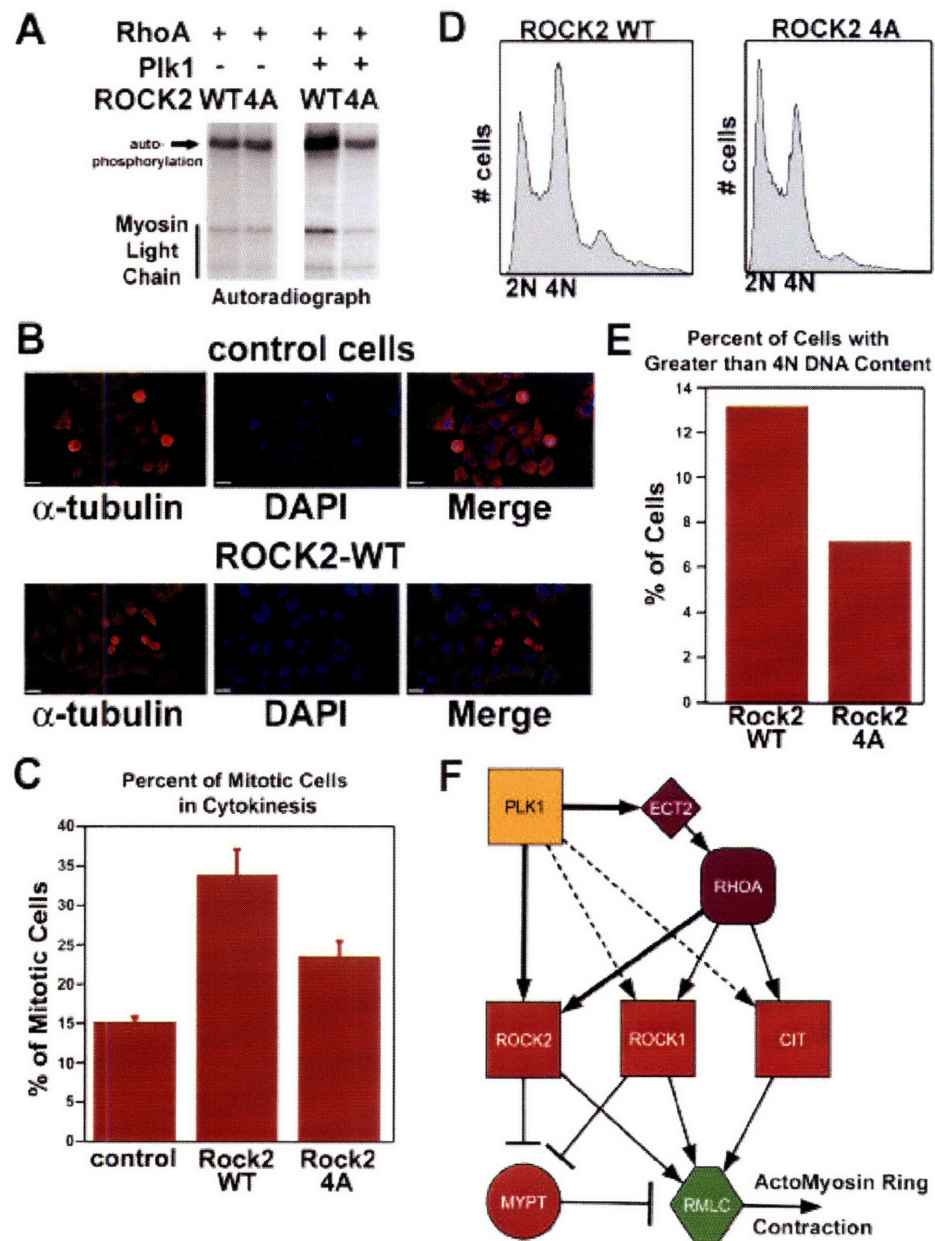 A
RhoA + + + +
Plk1 - - + +
ROCK2 WT 4A WT 4A
auto-
phosphorylation
Myosin
Light
Chain
Autoradiograph
B
control cells
α-tubulin DAPI Merge
ROCK2-WT
α-tubulin DAPI Merge
C
Percent of Mitotic Cells
in Cytokinesis
% of Mitotic Cells
40
35
30
25
20
15
10
5
0
control Rock2 WT Rock2 4A
D
ROCK2 WT ROCK2 4A
# cells # cells
2N 4N 2N 4N
E
Percent of Cells with
Greater than 4N DNA Content
% of Cells
14
12
10
8
6
4
2
0
Rock2 WT Rock2 4A
F
PLK1
ECT2
RHOA
ROCK2 ROCK1 CIT
MYPT RMLC
ActoMyosin Ring
Contraction